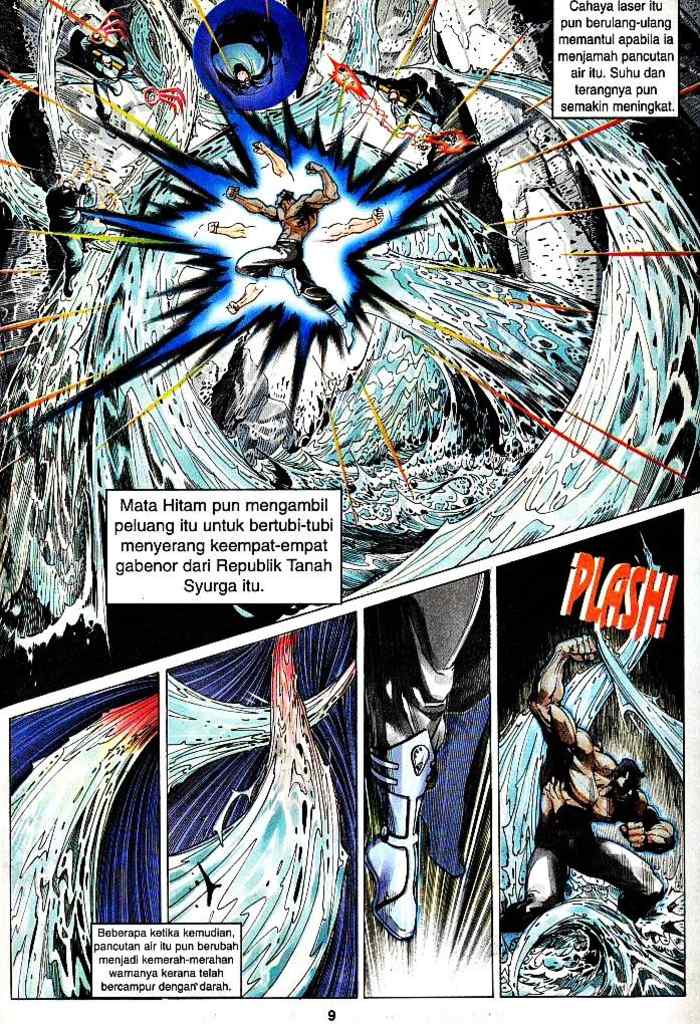 Cahaya laser itu
pun berulang-ulang
memantul apabila ia
menjamah pancutan
air itu. Suhu dan
terangnya pun
semakin meningkat.
Mata Hitam pun mengambil
peluang itu untuk bertubi-tubi
menyerang keempat-empat
gabenor dari Republik Tanah
Syurga itu.
PLASH!
Beberapa ketika kemudian,
pancutan air itu pun berubah
menjadi kemerah-merahan
warnanya kerana telah
bercampur dengan darah.
9